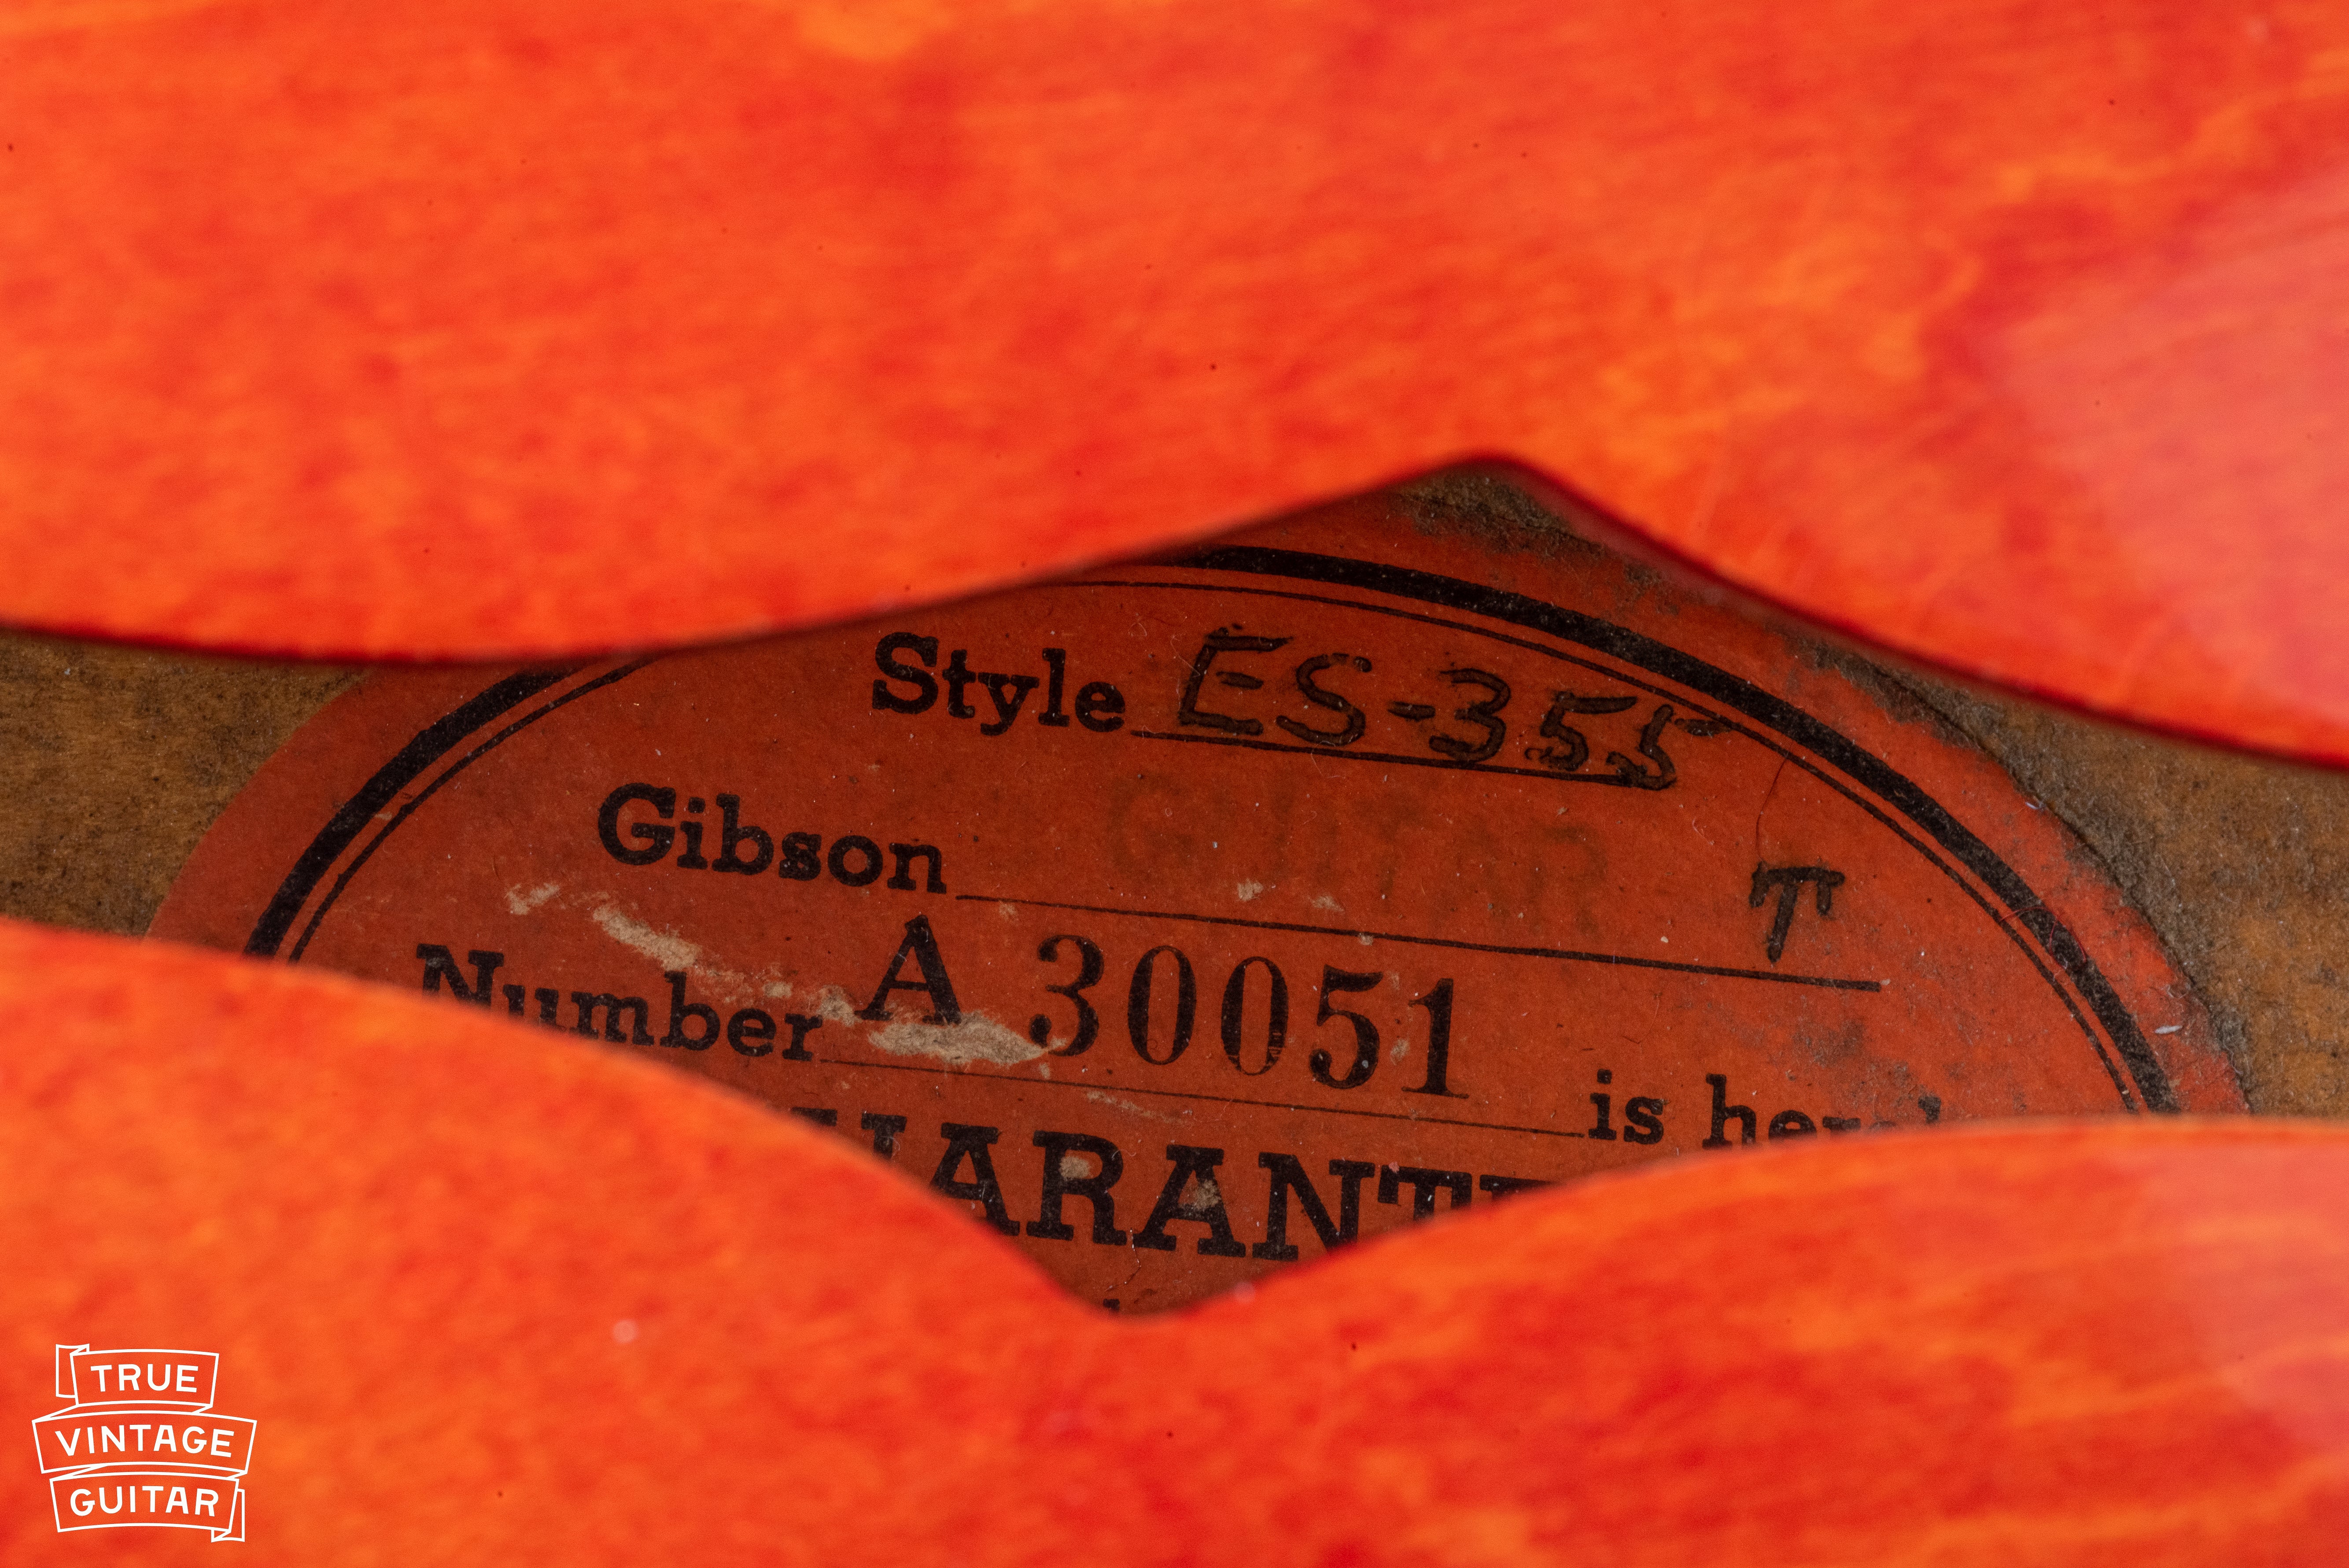 Style ES-355
Gibson GUITAR T
Number A 30051 is
TRUE
VINTAGE
GUITAR